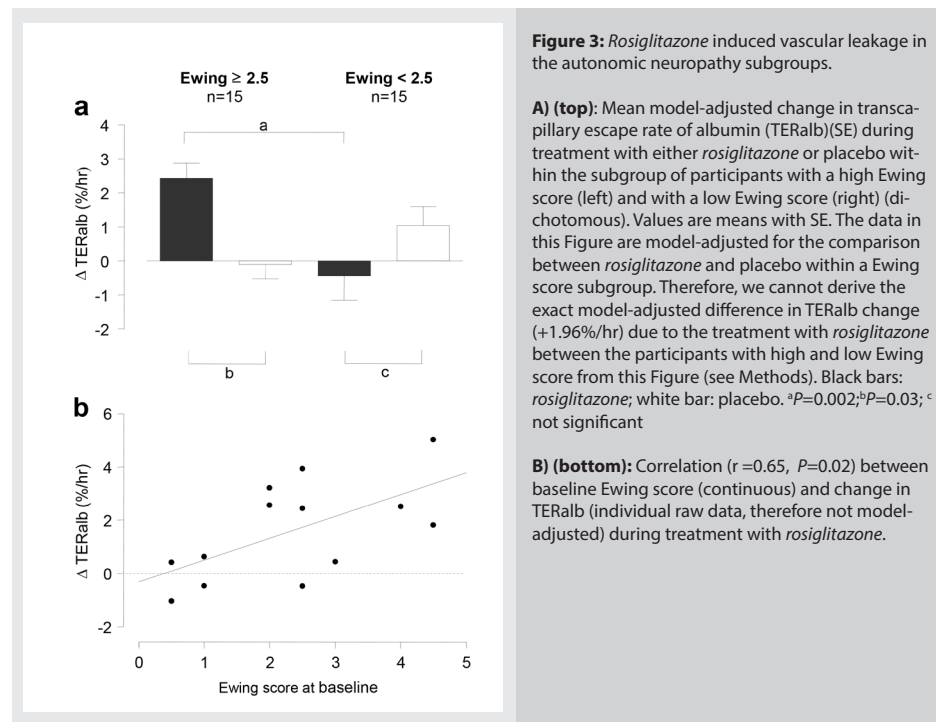 Ewing ≥ 2.5 Ewing < 2.5
n=15 n=15
a
4
3
2
1
0
-1
-2
Δ TERalb (%/hr)
a
b c
b
6
4
2
0
-2
Δ TERalb (%/hr)
0 1 2 3 4 5
Ewing score at baseline
Figure 3: Rosiglitazone induced vascular leakage in
the autonomic neuropathy subgroups.
A) (top): Mean model-adjusted change in transca-
pillary escape rate of albumin (TERalb)(SE) during
treatment with either rosiglitazone or placebo wit-
hin the subgroup of participants with a high Ewing
score (left) and with a low Ewing score (right) (di-
chotomous). Values are means with SE. The data in
this Figure are model-adjusted for the comparison
between rosiglitazone and placebo within a Ewing
score subgroup. Therefore, we cannot derive the
exact model-adjusted difference in TERalb change
(+1.96%/hr) due to the treatment with rosiglitazone
between the participants with high and low Ewing
score from this Figure (see Methods). Black bars:
rosiglitazone; white bar: placebo. ᵃP=0.002;ᵇP=0.03; ᶜ
not significant
B) (bottom): Correlation (r =0.65, P=0.02) between
baseline Ewing score (continuous) and change in
TERalb (individual raw data, therefore not model-
adjusted) during treatment with rosiglitazone.